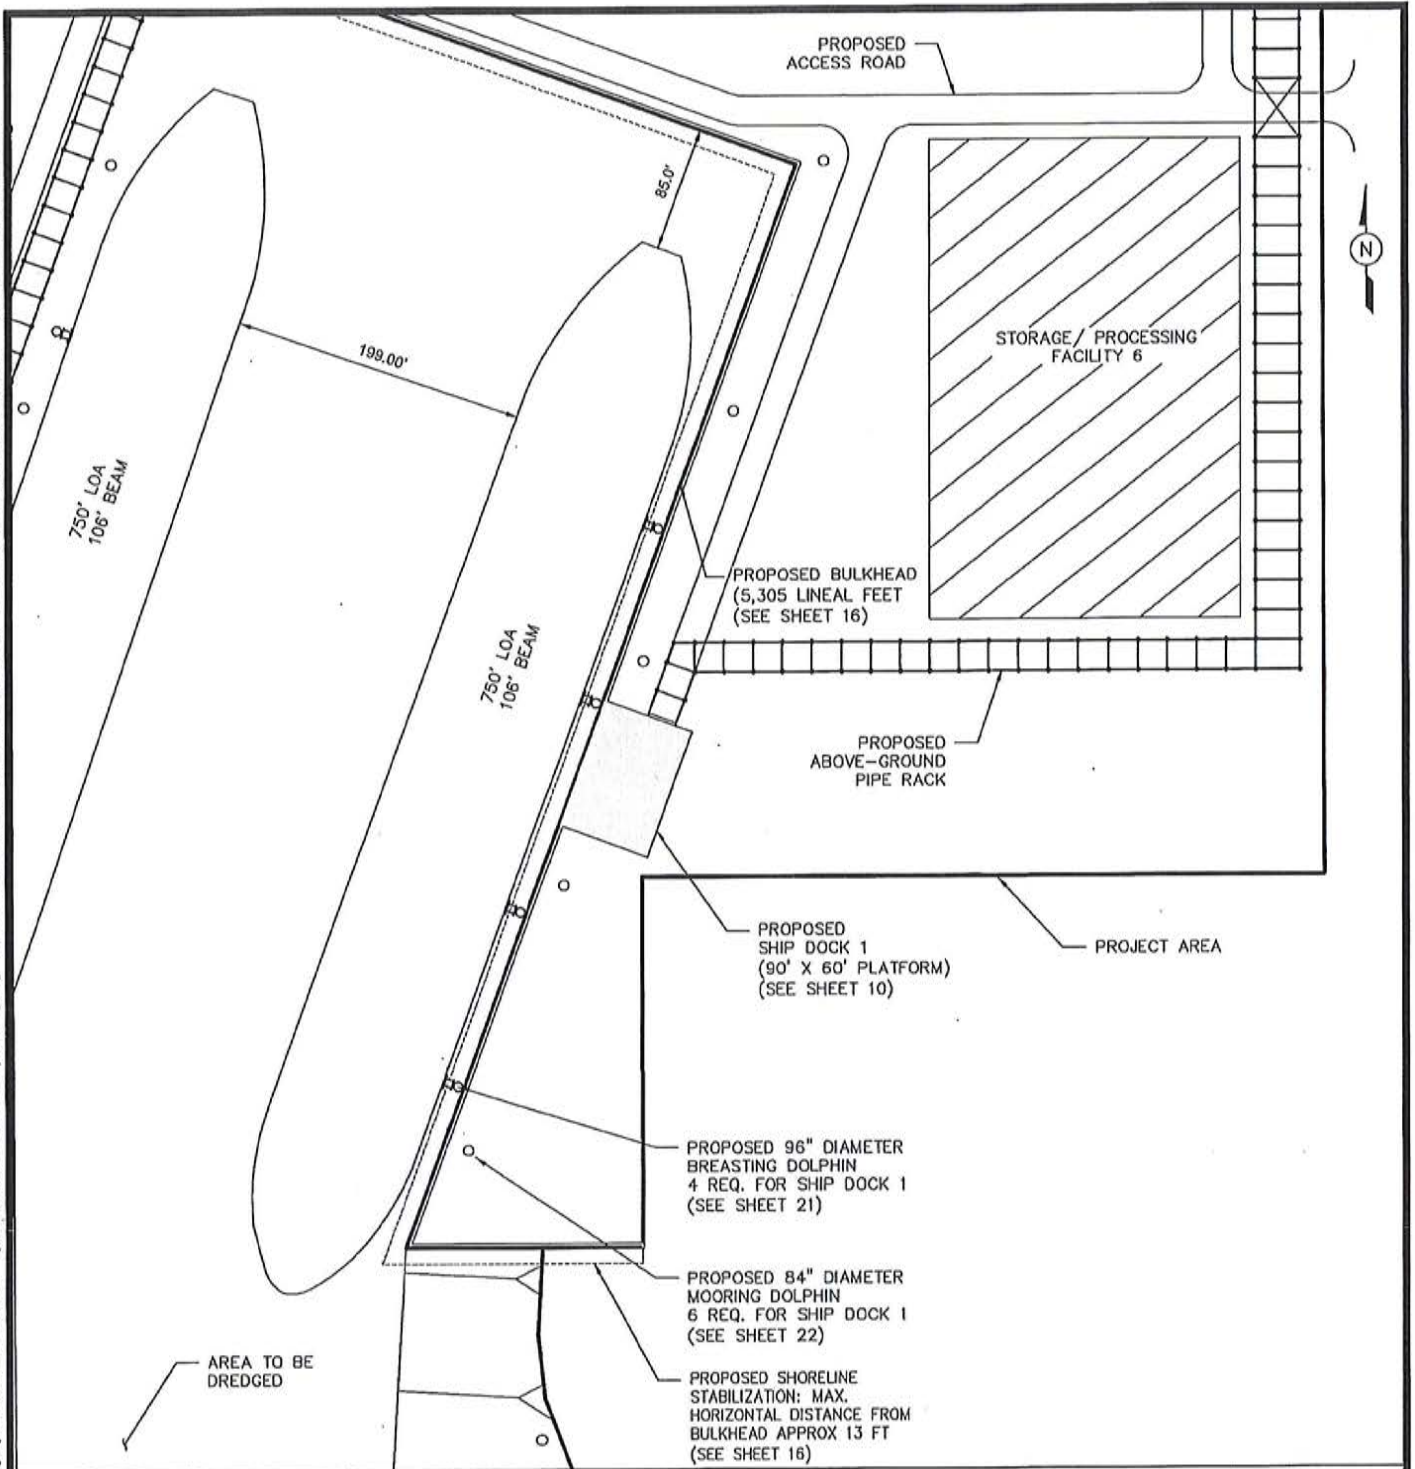 PROPOSED
ACCESS ROAD
85.0'
N
199.00'
STORAGE/ PROCESSING
FACILITY 6
750' LOA
106' BEAM
PROPOSED BULKHEAD
(5,305 LINEAL FEET
(SEE SHEET 16)
750' LOA
106' BEAM
PROPOSED
ABOVE-GROUND
PIPE RACK
PROPOSED
SHIP DOCK 1
(90' X 60' PLATFORM)
(SEE SHEET 10)
PROJECT AREA
PROPOSED 96" DIAMETER
BREASTING DOLPHIN
4 REQ. FOR SHIP DOCK 1
(SEE SHEET 21)
PROPOSED 84" DIAMETER
MOORING DOLPHIN
6 REQ. FOR SHIP DOCK 1
(SEE SHEET 22)
AREA TO BE
DREDGED
PROPOSED SHORELINE
STABILIZATION: MAX.
HORIZONTAL DISTANCE FROM
BULKHEAD APPROX 13 FT
(SEE SHEET 16)